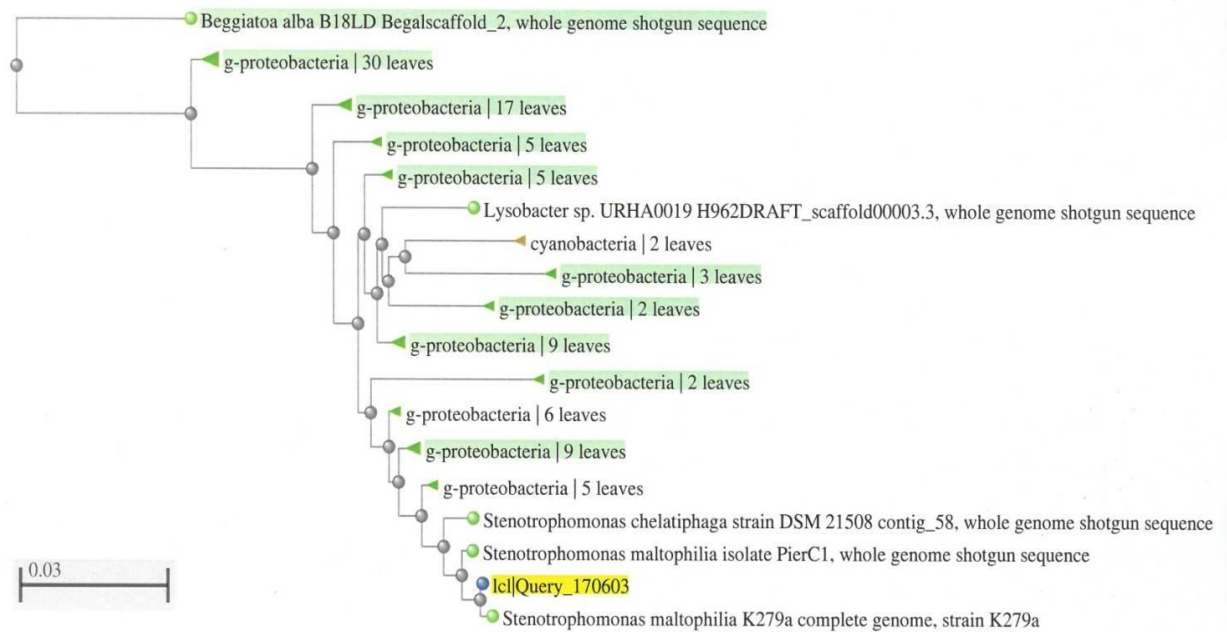 Beggiatoa alba B18LD Begalscaffold_2, whole genome shotgun sequence
g-proteobacteria | 30 leaves
g-proteobacteria | 17 leaves
g-proteobacteria | 5 leaves
g-proteobacteria | 5 leaves
Lysobacter sp. URHA0019 H962DRAFT_scaffold00003.3, whole genome shotgun sequence
cyanobacteria | 2 leaves
g-proteobacteria | 3 leaves
g-proteobacteria | 2 leaves
g-proteobacteria | 9 leaves
g-proteobacteria | 2 leaves
g-proteobacteria | 6 leaves
g-proteobacteria | 9 leaves
g-proteobacteria | 5 leaves
Stenotrophomonas chelatiphaga strain DSM 21508 contig_58, whole genome shotgun sequence
Stenotrophomonas maltophilia isolate PierC1, whole genome shotgun sequence
0.03
lcl|Query_170603
Stenotrophomonas maltophilia K279a complete genome, strain K279a